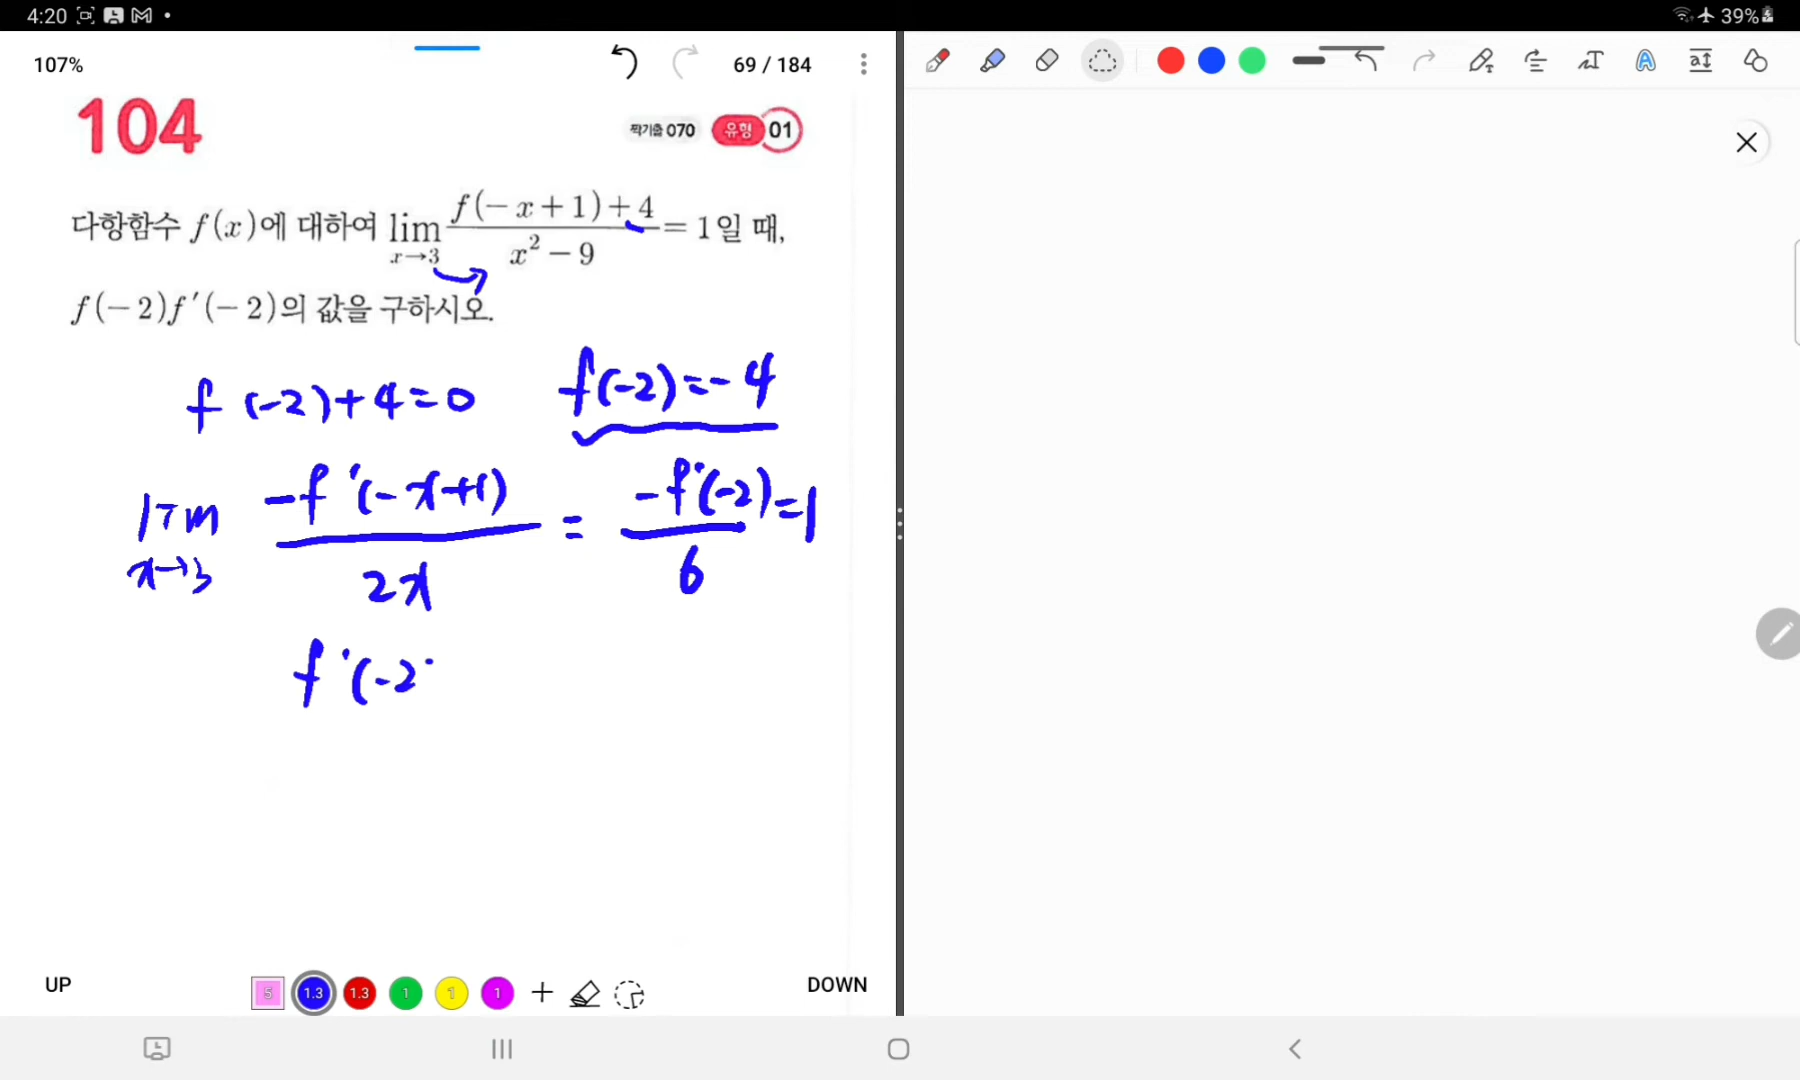 4:20
39%
107%
69 / 184
104
짝기출 070 유형 01
다항함수 f(x)에 대하여 lim x→3 f(-x+1)+4 / x²-9 = 1일 때,
f(-2)f′(-2)의 값을 구하시오.
f(-2)+4=0 f(-2)=-4
lim x→3 -f'(-x+1) / 2x = -f'(-2) / 6 = 1
f'(-2
UP
5 1.3 1.3 1 1 1 +
DOWN